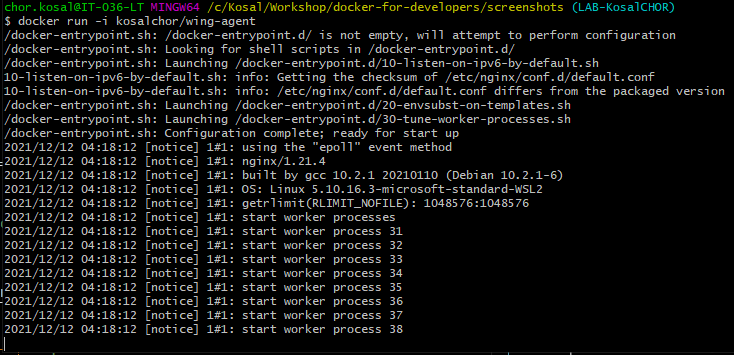 chor.kosal@IT-036-LT MINGW64 /c/Kosal/Workshop/docker-for-developers/screenshots (LAB-KosalCHOR)
$ docker run -i kosalchor/wing-agent
/docker-entrypoint.sh: /docker-entrypoint.d/ is not empty, will attempt to perform configuration
/docker-entrypoint.sh: Looking for shell scripts in /docker-entrypoint.d/
/docker-entrypoint.sh: Launching /docker-entrypoint.d/10-listen-on-ipv6-by-default.sh
10-listen-on-ipv6-by-default.sh: info: Getting the checksum of /etc/nginx/conf.d/default.conf
10-listen-on-ipv6-by-default.sh: info: /etc/nginx/conf.d/default.conf differs from the packaged version
/docker-entrypoint.sh: Launching /docker-entrypoint.d/20-envsubst-on-templates.sh
/docker-entrypoint.sh: Launching /docker-entrypoint.d/30-tune-worker-processes.sh
/docker-entrypoint.sh: Configuration complete; ready for start up
2021/12/12 04:18:12 [notice] 1#1: using the "epoll" event method
2021/12/12 04:18:12 [notice] 1#1: nginx/1.21.4
2021/12/12 04:18:12 [notice] 1#1: built by gcc 10.2.1 20210110 (Debian 10.2.1-6)
2021/12/12 04:18:12 [notice] 1#1: OS: Linux 5.10.16.3-microsoft-standard-WSL2
2021/12/12 04:18:12 [notice] 1#1: getrlimit(RLIMIT_NOFILE): 1048576:1048576
2021/12/12 04:18:12 [notice] 1#1: start worker processes
2021/12/12 04:18:12 [notice] 1#1: start worker process 31
2021/12/12 04:18:12 [notice] 1#1: start worker process 32
2021/12/12 04:18:12 [notice] 1#1: start worker process 33
2021/12/12 04:18:12 [notice] 1#1: start worker process 34
2021/12/12 04:18:12 [notice] 1#1: start worker process 35
2021/12/12 04:18:12 [notice] 1#1: start worker process 36
2021/12/12 04:18:12 [notice] 1#1: start worker process 37
2021/12/12 04:18:12 [notice] 1#1: start worker process 38